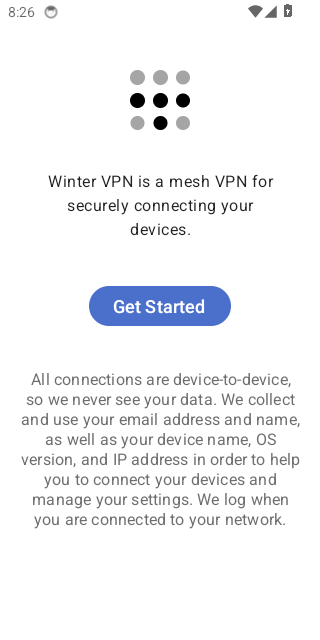 8:26
Winter VPN is a mesh VPN for
securely connecting your
devices.
Get Started
All connections are device-to-device,
so we never see your data. We collect
and use your email address and name,
as well as your device name, OS
version, and IP address in order to help
you to connect your devices and
manage your settings. We log when
you are connected to your network.